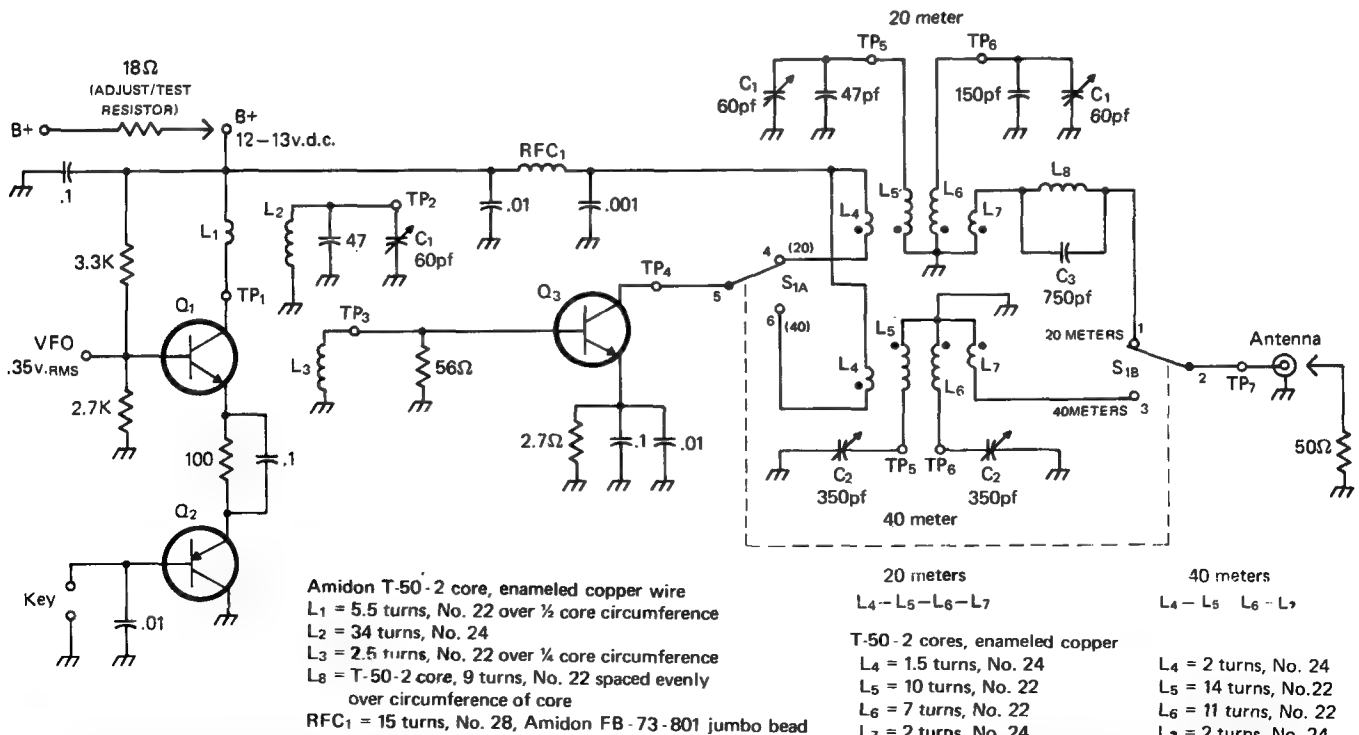 20 meter
TP5
TP6
18Ω
(ADJUST/TEST
RESISTOR)
B+
B+
12–13v.d.c.
C1
60pf
47pf
150pf
C1
60pf
RFC1
.1
L1
L2
TP2
47
C1
60pf
.01
.001
L4
L5
L6
L7
L8
C3
750pf
3.3K
TP1
Q1
VFO
.35v.RMS
2.7K
TP3
L3
56Ω
Q3
TP4
5
4
(20)
S1A
6
(40)
L4
L5
L6
L7
20 METERS
1
S1B
2
40METERS
3
TP7
Antenna
50Ω
100
.1
2.7Ω
.1
.01
C2
350pf
TP5
TP6
C2
350pf
40 meter
Q2
Key
.01
Amidon T-50-2 core, enameled copper wire
L1 = 5.5 turns, No. 22 over ½ core circumference
L2 = 34 turns, No. 24
L3 = 2.5 turns, No. 22 over ¼ core circumference
L8 = T-50-2 core, 9 turns, No. 22 spaced evenly
over circumference of core
RFC1 = 15 turns, No. 28, Amidon FB-73-801 jumbo bead
20 meters
L4–L5–L6–L7
40 meters
L4 – L5 L6 – L7
T-50-2 cores, enameled copper
L4 = 1.5 turns, No. 24
L5 = 10 turns, No. 22
L6 = 7 turns, No. 22
L7 = 2 turns, No. 24
L4 = 2 turns, No. 24
L5 = 14 turns, No.22
L6 = 11 turns, No. 22
= 2 turns, No. 24